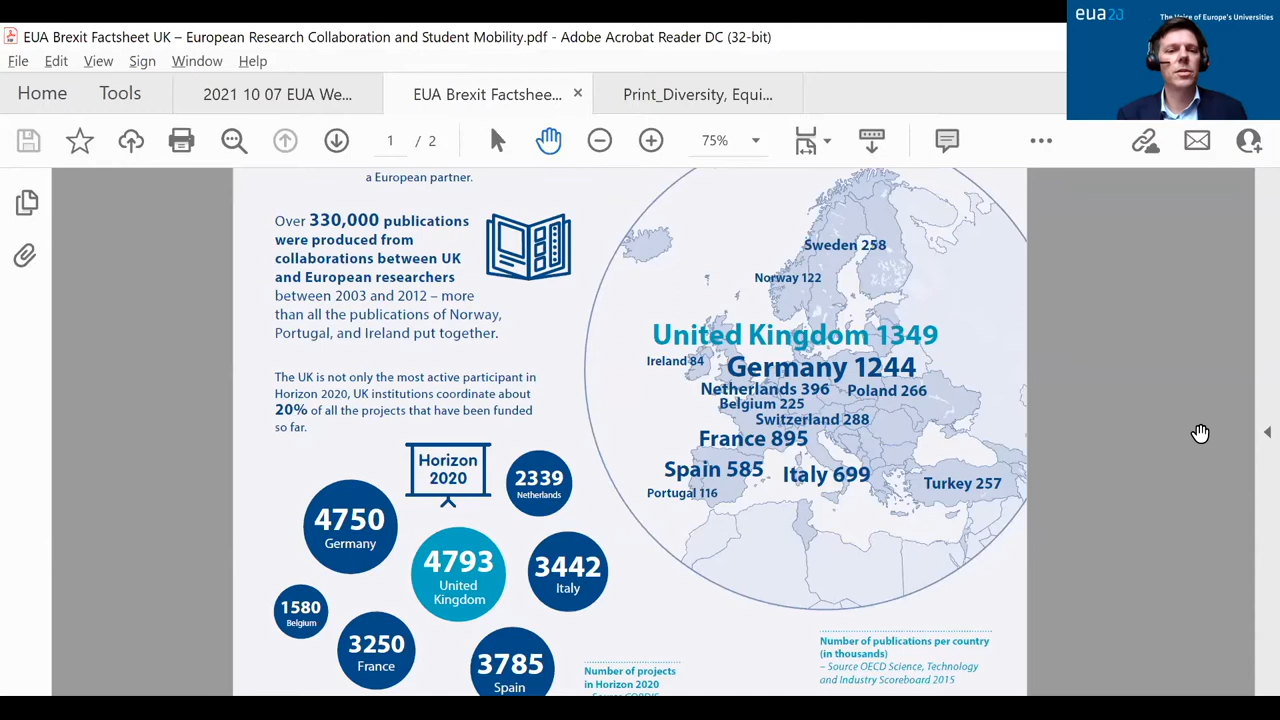 EUA Brexit Factsheet UK – European Research Collaboration and Student Mobility.pdf - Adobe Acrobat Reader DC (32-bit)
eua20
The Voice of Europe's Universities
File Edit View Sign Window Help
Home Tools 2021 10 07 EUA We... EUA Brexit Factshee... × Print_Diversity, Equi...
1 / 2 75%
a European partner.
Over 330,000 publications
were produced from
collaborations between UK
and European researchers
between 2003 and 2012 – more
than all the publications of Norway,
Portugal, and Ireland put together.
The UK is not only the most active participant in
Horizon 2020, UK institutions coordinate about
20% of all the projects that have been funded
so far.
Horizon
2020
2339
Netherlands
4750
Germany
4793
United
Kingdom
3442
Italy
1580
Belgium
3250
France
3785
Spain
Sweden 258
Norway 122
United Kingdom 1349
Ireland 84
Germany 1244
Netherlands 396
Poland 266
Belgium 225
Switzerland 288
France 895
Spain 585
Italy 699
Turkey 257
Portugal 116
Number of projects
in Horizon 2020
Number of publications per country
(in thousands)
– Source OECD Science, Technology
and Industry Scoreboard 2015